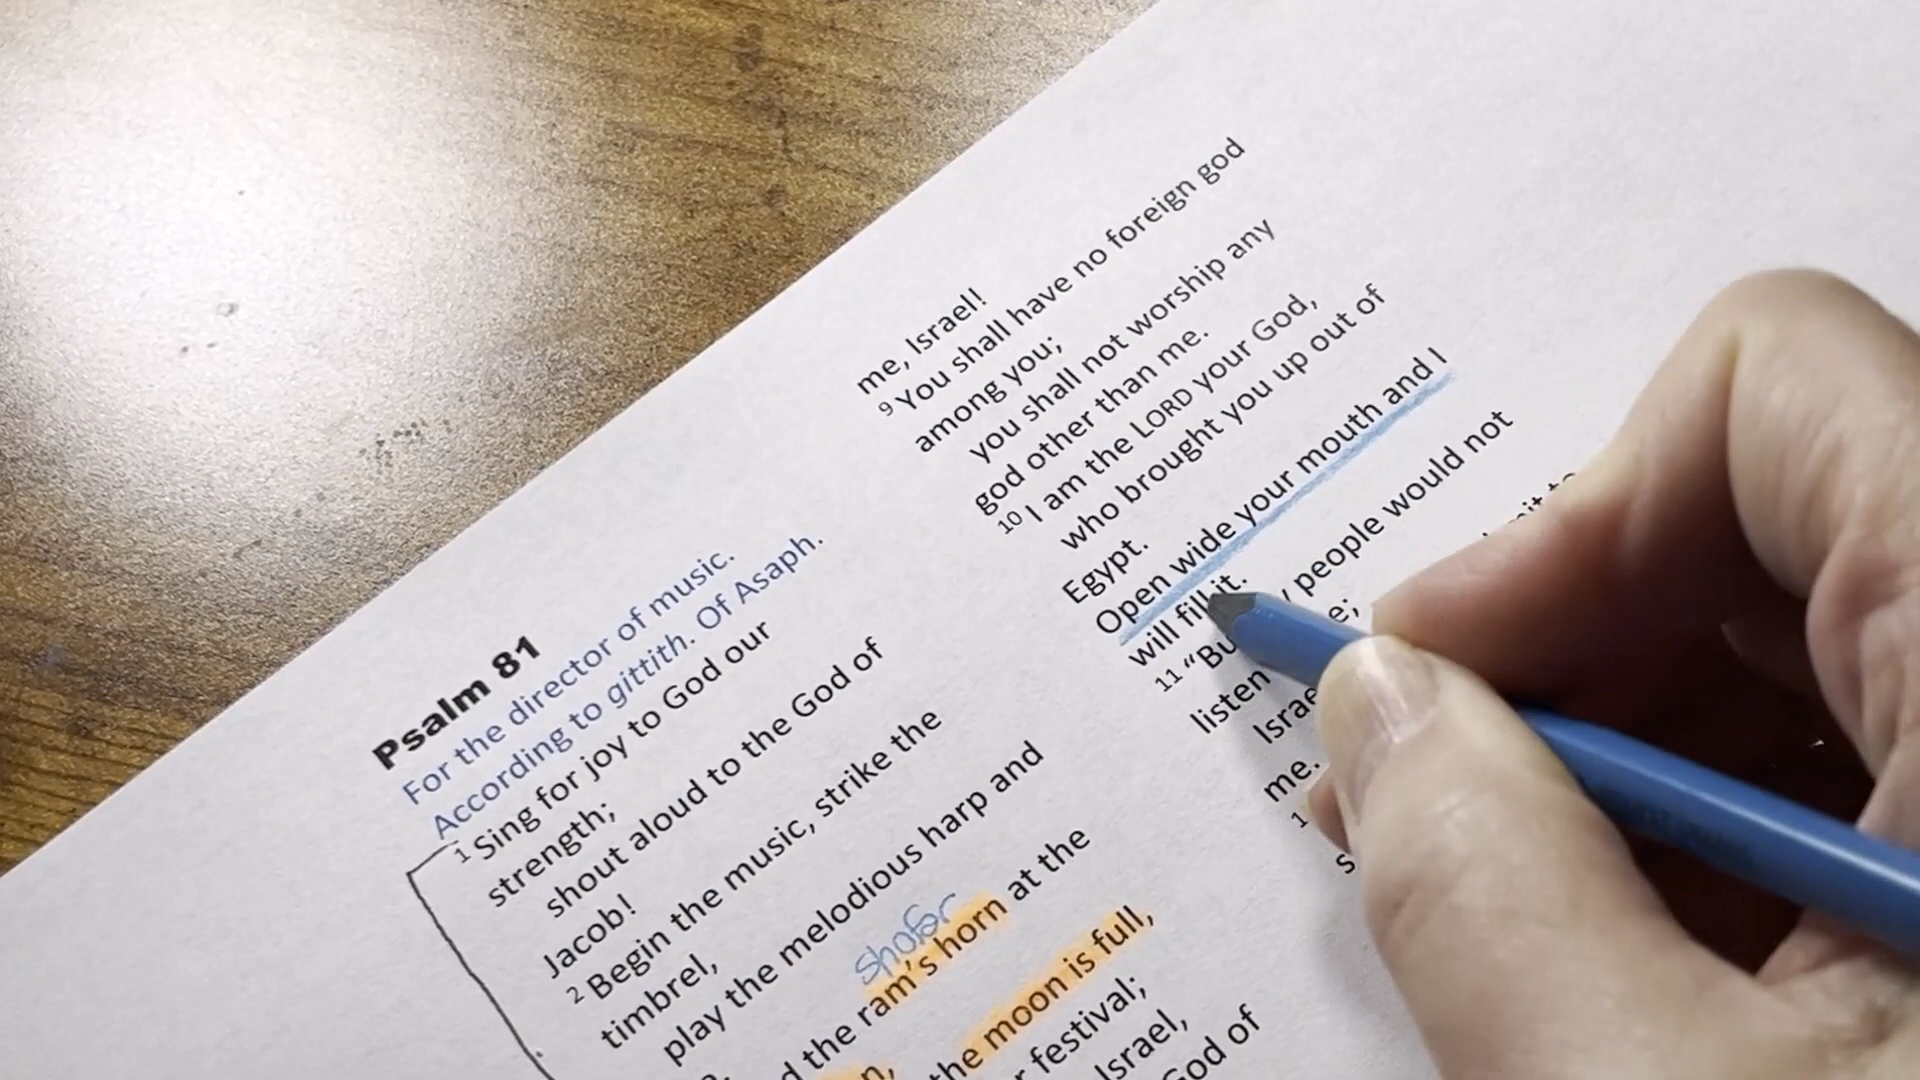 Psalm 81
For the director of music.
According to gittith. Of Asaph.
1 Sing for joy to God our
strength;
shout aloud to the God of
Jacob!
2 Begin the music, strike the
timbrel,
play the melodious harp and
shofar
the ram's horn at the
the moon is full,
festival;
Israel,
God of
me, Israel!
9 You shall have no foreign god
among you;
you shall not worship any
god other than me.
10 I am the LORD your God,
who brought you up out of
Egypt.
Open wide your mouth and I
will fill it.
11 “ people would not
listen
me.